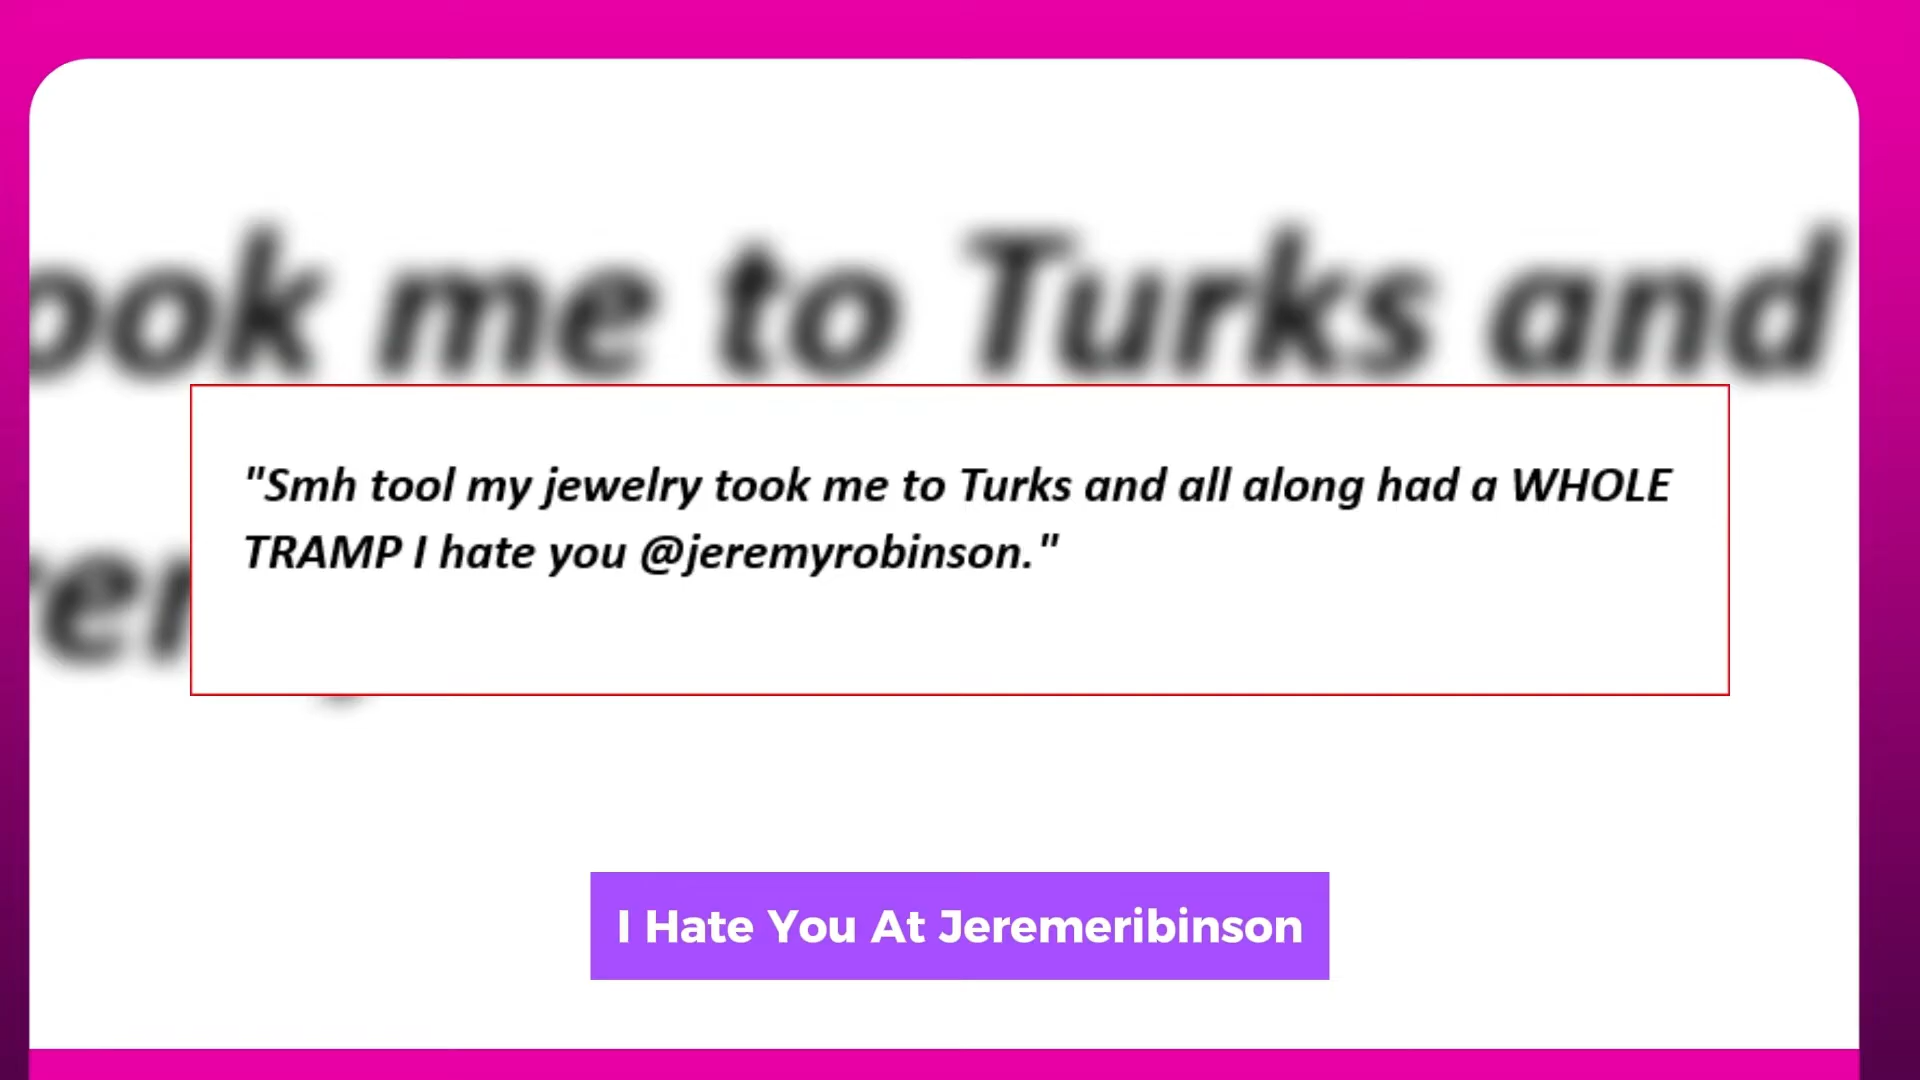 ook me to Turks and
"Smh tool my jewelry took me to Turks and all along had a WHOLE
TRAMP I hate you @jeremyrobinson."
I Hate You At Jeremeribinson